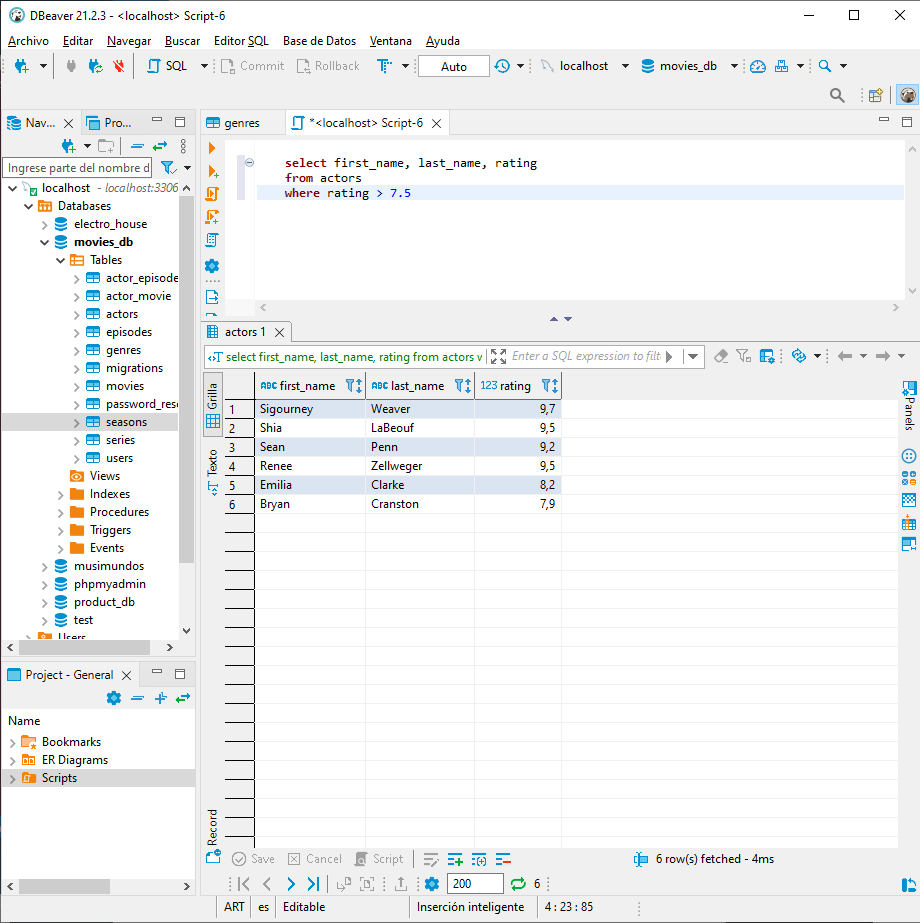 DBeaver 21.2.3 - <localhost> Script-6
Archivo Editar Navegar Buscar Editor SQL Base de Datos Ventana Ayuda
SQL Commit Rollback Auto localhost movies_db
Nav... Pro...
Ingrese parte del nombre d
localhost - localhost:3306
Databases
electro_house
movies_db
Tables
actor_episode
actor_movie
actors
episodes
genres
migrations
movies
password_rese
seasons
series
users
Views
Indexes
Procedures
Triggers
Events
musimundos
phpmyadmin
product_db
test
Users
Project - General
Name
Bookmarks
ER Diagrams
Scripts
genres *<localhost> Script-6
select first_name, last_name, rating
from actors
where rating > 7.5
actors 1
select first_name, last_name, rating from actors w Enter a SQL expression to filt
Grilla
Texto
Record
ABC first_name ABC last_name 123 rating
1 Sigourney Weaver 9,7
2 Shia LaBeouf 9,5
3 Sean Penn 9,2
4 Renee Zellweger 9,5
5 Emilia Clarke 8,2
6 Bryan Cranston 7,9
Panels
Save Cancel Script 6 row(s) fetched - 4ms
200 6
ART es Editable Inserción inteligente 4 : 23 : 85